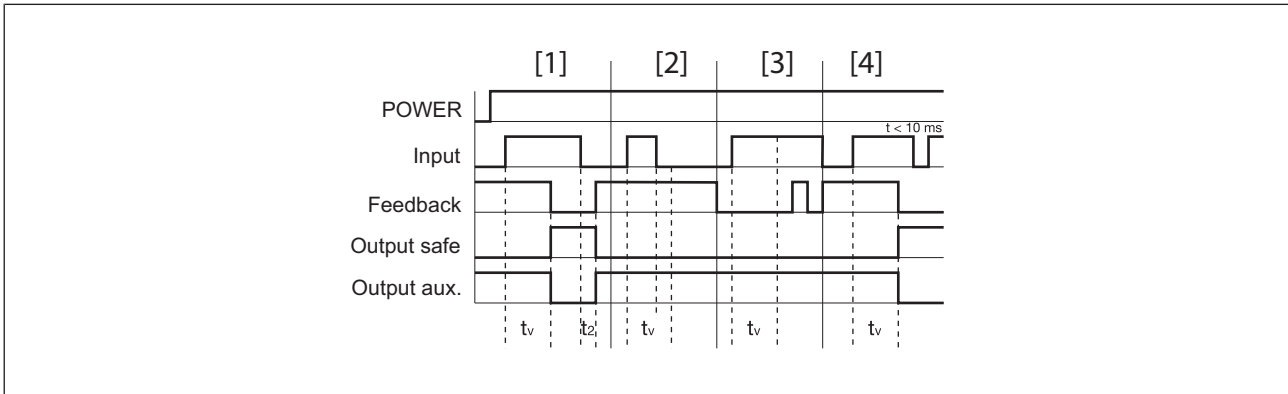 [1] [2] [3] [4]
POWER
t < 10 ms
Input
Feedback
Output safe
Output aux.
tv t2 tv tv tv